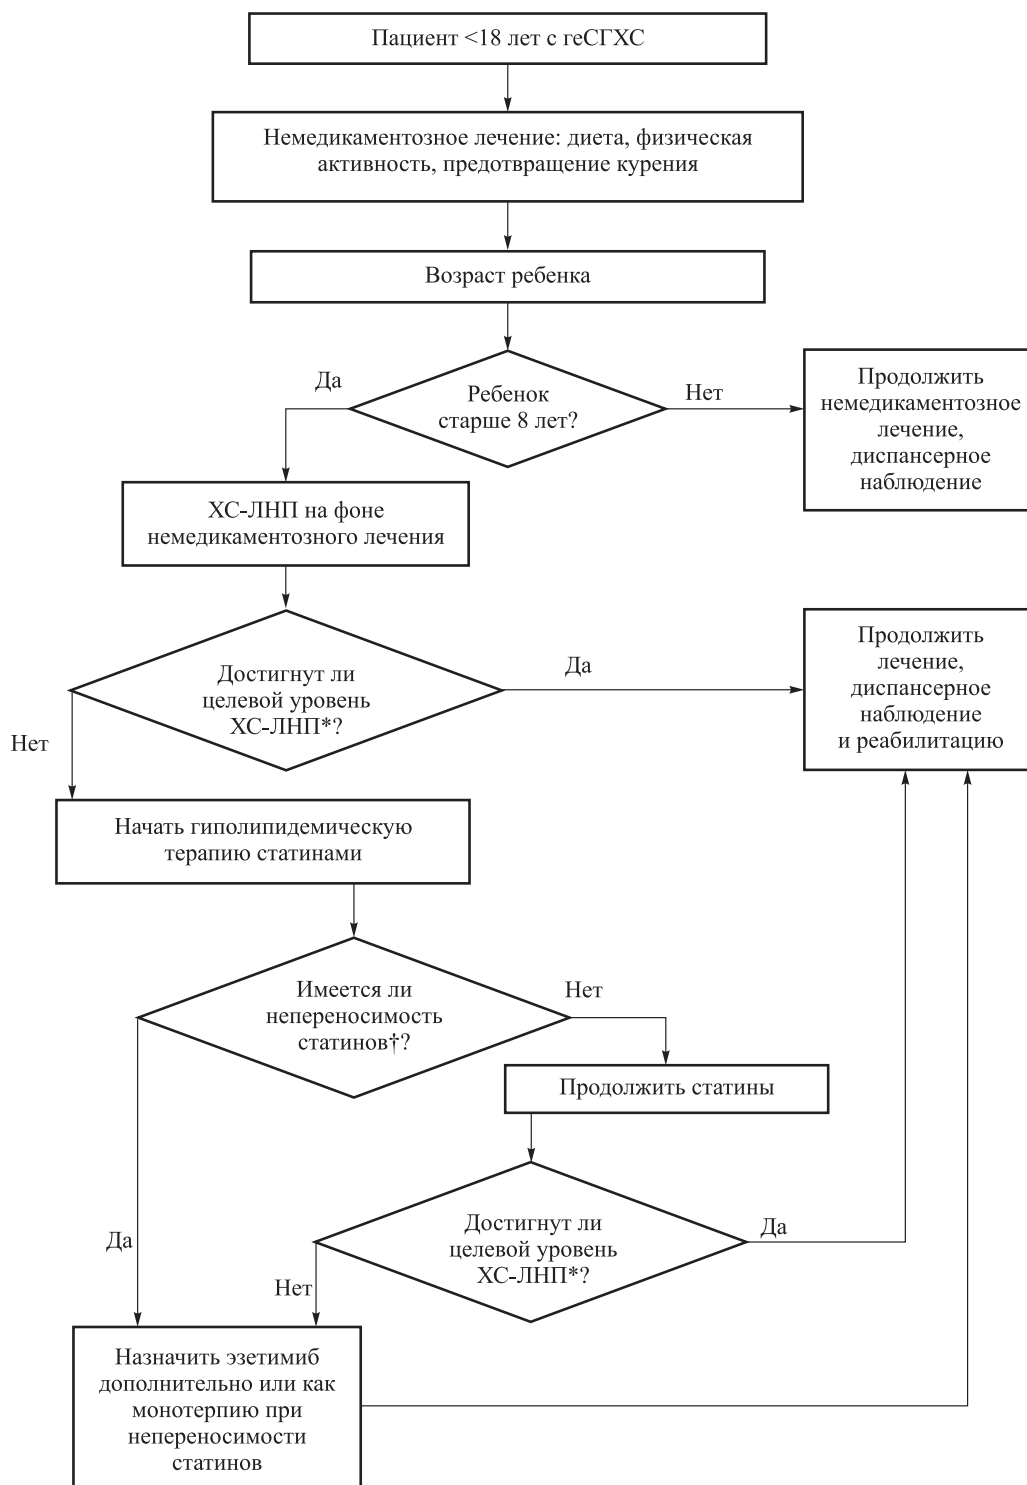 Пациент <18 лет с геСГХС
Немедикаментозное лечение: диета, физическая
активность, предотвращение курения
Возраст ребенка
Да
Ребенок
старше 8 лет?
Нет
Продолжить
немедикаментозное
лечение,
диспансерное
наблюдение
ХС-ЛНП на фоне
немедикаментозного лечения
Достигнут ли
целевой уровень
ХС-ЛНП*?
Да
Нет
Продолжить
лечение,
диспансерное
наблюдение
и реабилитацию
Начать гиполипидемическую
терапию статинами
Имеется ли
непереносимость
статинов†?
Нет
Да
Продолжить статины
Достигнут ли
целевой уровень
ХС-ЛНП*?
Да
Нет
Назначить эзетимиб
дополнительно или как
монотерпию при
непереносимости
статинов